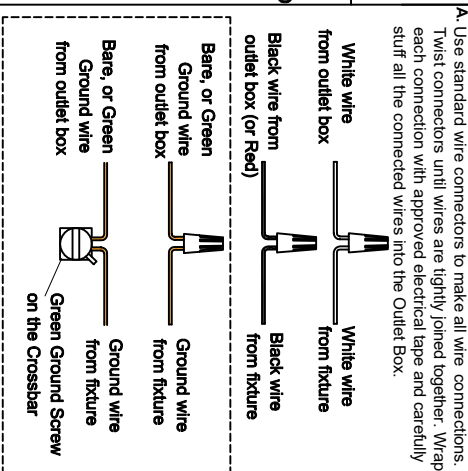 A. Use standard wire connectors to make all wire connections.
Twist connectors until wires are tightly joined together. Wrap
each connection with approved electrical tape and carefully
stuff all the connected wires into the Outlet Box.
White wire
from outlet box
White wire
from fixture
Black wire from
outlet box (or Red)
Black wire
from fixture
Bare, or Green
Ground wire
from outlet box
Ground wire
from fixture
Bare, or Green
Ground wire
from outlet box
Ground wire
from fixture
Green Ground Screw
on the Crossbar